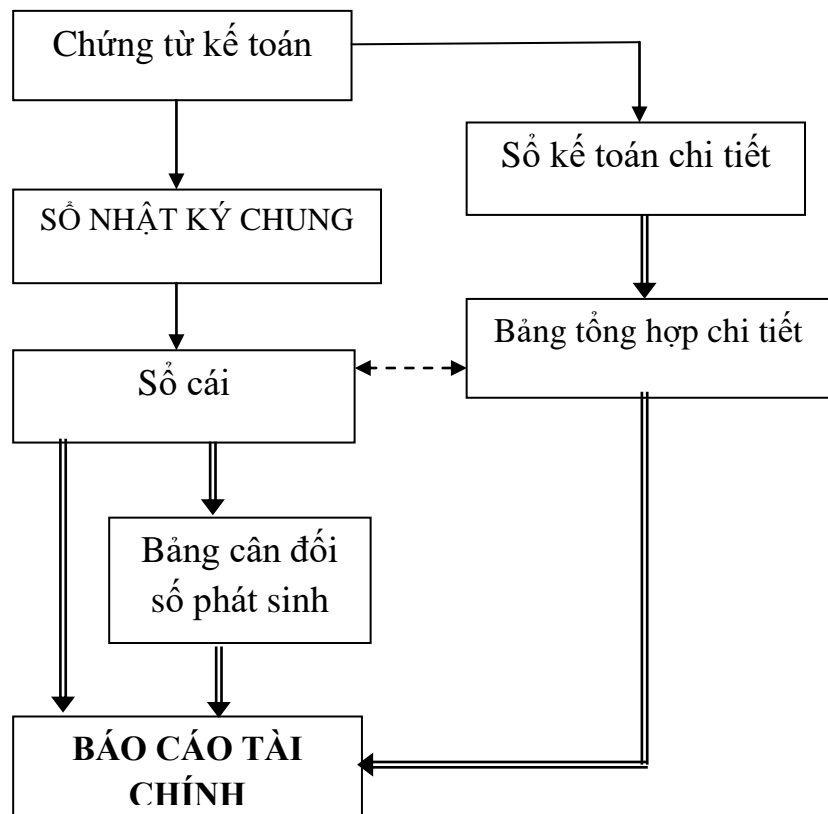 Chứng từ kế toán
Sổ kế toán chi tiết
SỔ NHẬT KÝ CHUNG
Bảng tổng hợp chi tiết
Sổ cái
Bảng cân đối
số phát sinh
BÁO CÁO TÀI
CHÍNH